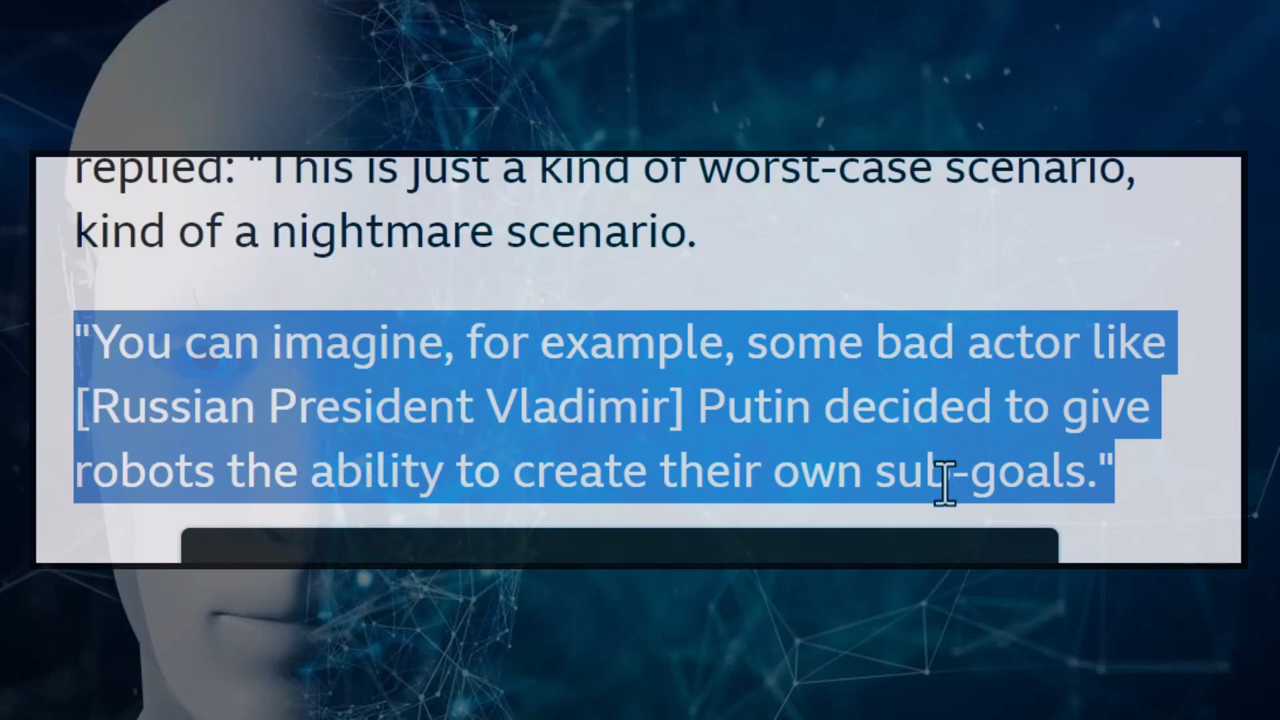 replied: "This is just a kind of worst-case scenario,
kind of a nightmare scenario.
"You can imagine, for example, some bad actor like
[Russian President Vladimir] Putin decided to give
robots the ability to create their own sub-goals."